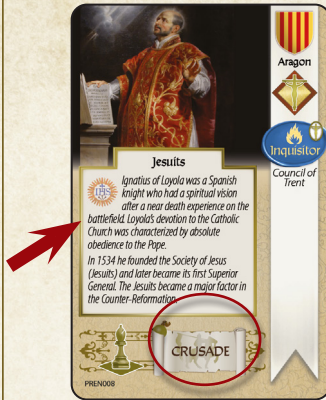 Aragon
Inquisitor
Council of
Trent
Jesuits
IHS
Ignatius of Loyola was a Spanish
knight who had a spiritual vision
after a near death experience on the
battlefield. Loyola's devotion to the Catholic
Church was characterized by absolute
obedience to the Pope.
In 1534 he founded the Society of Jesus
(Jesuits) and later became its first Superior
General. The Jesuits became a major factor in
the Counter-Reformation.
CRUSADE
PREN008